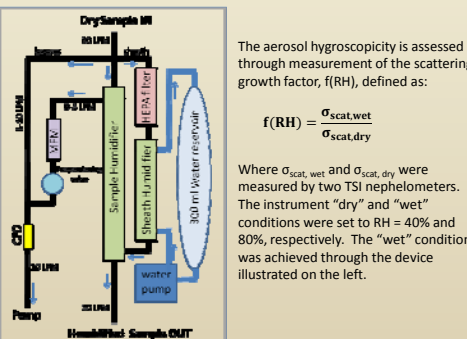 Dry Sample IN
sheath
HEPA filter
MFM
Sample Humidifier
Sheath Humidifier
300 ml Water reservoir
water
pump
Pump
Humidified Sample OUT
The aerosol hygroscopicity is assessed
through measurement of the scattering
growth factor, f(RH), defined as:
f(RH) = σscat,wet / σscat,dry
Where σscat, wet and σscat, dry were
measured by two TSI nephelometers.
The instrument “dry” and “wet”
conditions were set to RH = 40% and
80%, respectively. The “wet” condition
was achieved through the device
illustrated on the left.